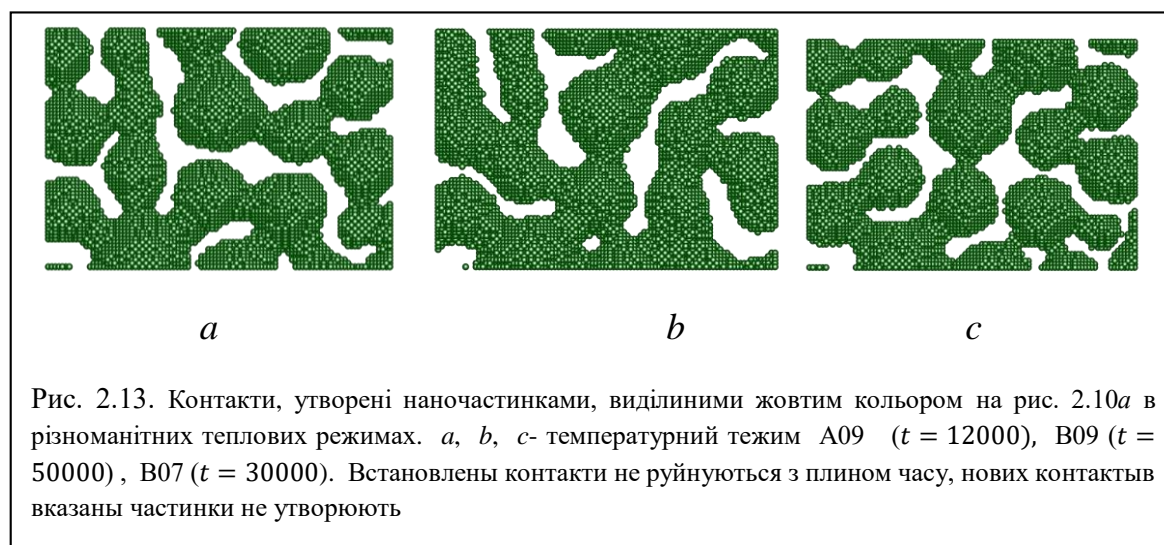 a b c
Рис. 2.13. Контакти, утворені наночастинками, виділиними жовтим кольором на рис. 2.10a в
різноманітних теплових режимах. a, b, c- температурний тежим A09 (t = 12000), B09 (t =
50000) , B07 (t = 30000). Встановлены контакти не руйнуються з плином часу, нових контактыв
вказаны частинки не утворюють